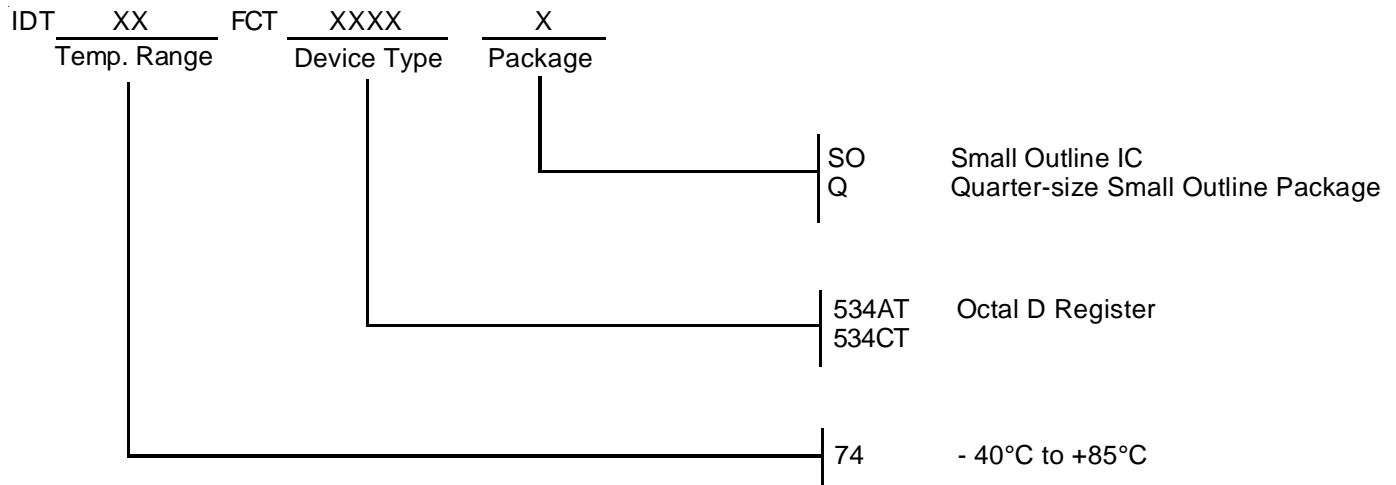 IDT XX FCT XXXX X
Temp. Range Device Type Package
SO Small Outline IC
Q Quarter-size Small Outline Package
534AT Octal D Register
534CT
74 - 40°C to +85°C